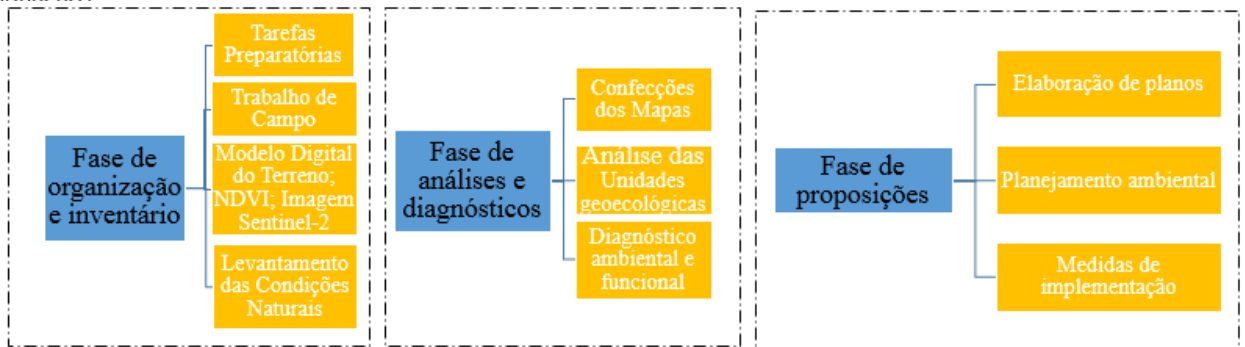 Fase de
organização
e inventário
Tarefas
Preparatórias
Trabalho de
Campo
Modelo Digital
do Terreno;
NDVI; Imagem
Sentinel-2
Levantamento
das Condições
Naturais
Fase de
análises e
diagnósticos
Confecções
dos Mapas
Análise das
Unidades
geoecológicas
Diagnóstico
ambiental e
funcional
Fase de
proposições
Elaboração de planos
Planejamento ambiental
Medidas de
implementação